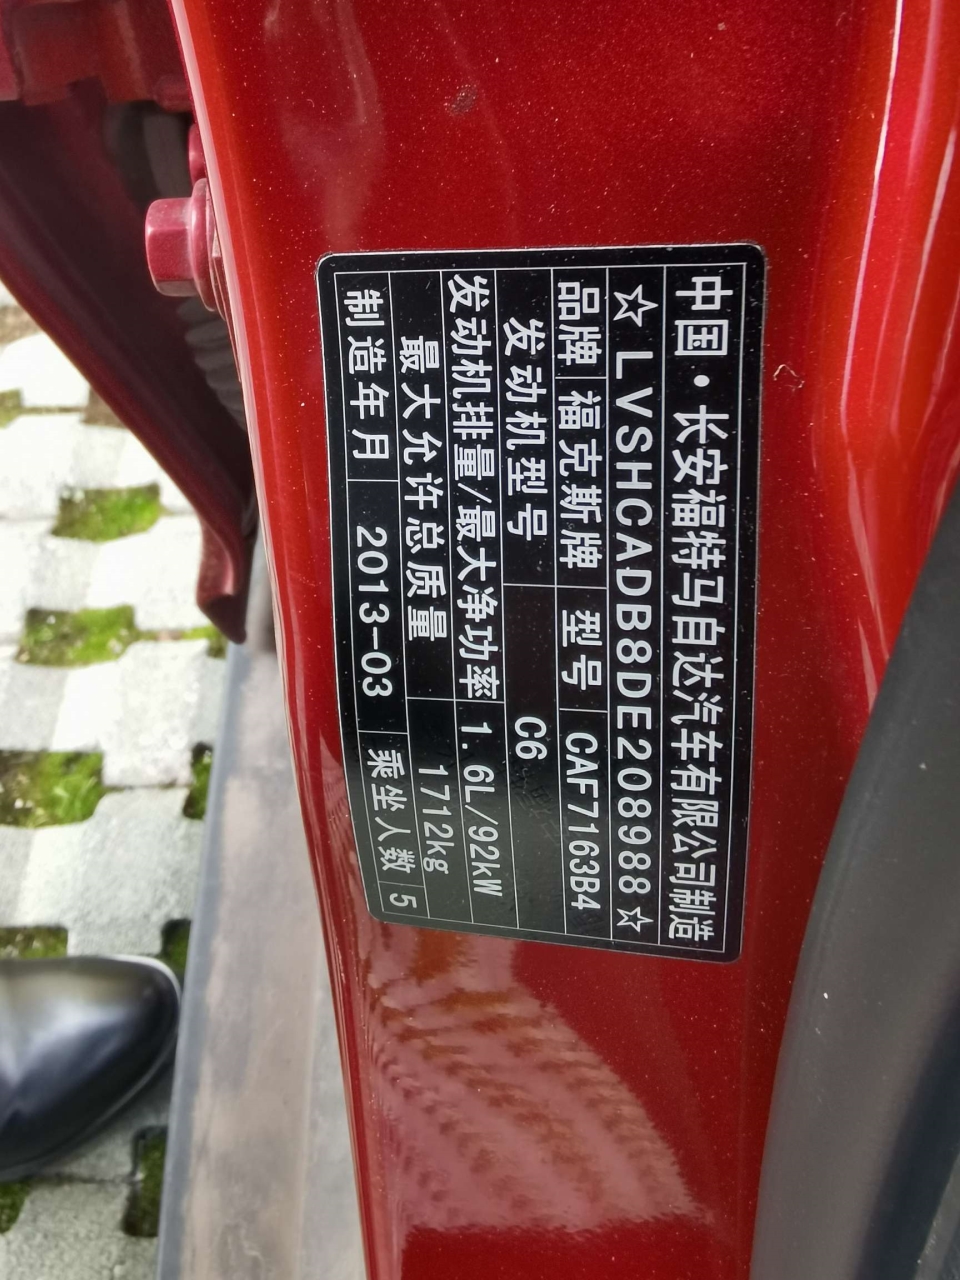 中国·长安福特马自达汽车有限公司制造
☆LVSHCADB8DE208988☆
品牌 福克斯牌 型号 CAF7163B4
发动机型号 C6
发动机排量/最大净功率 1.6L/92kW
最大允许总质量 1712kg
制造年月 2013-03 乘坐人数 5